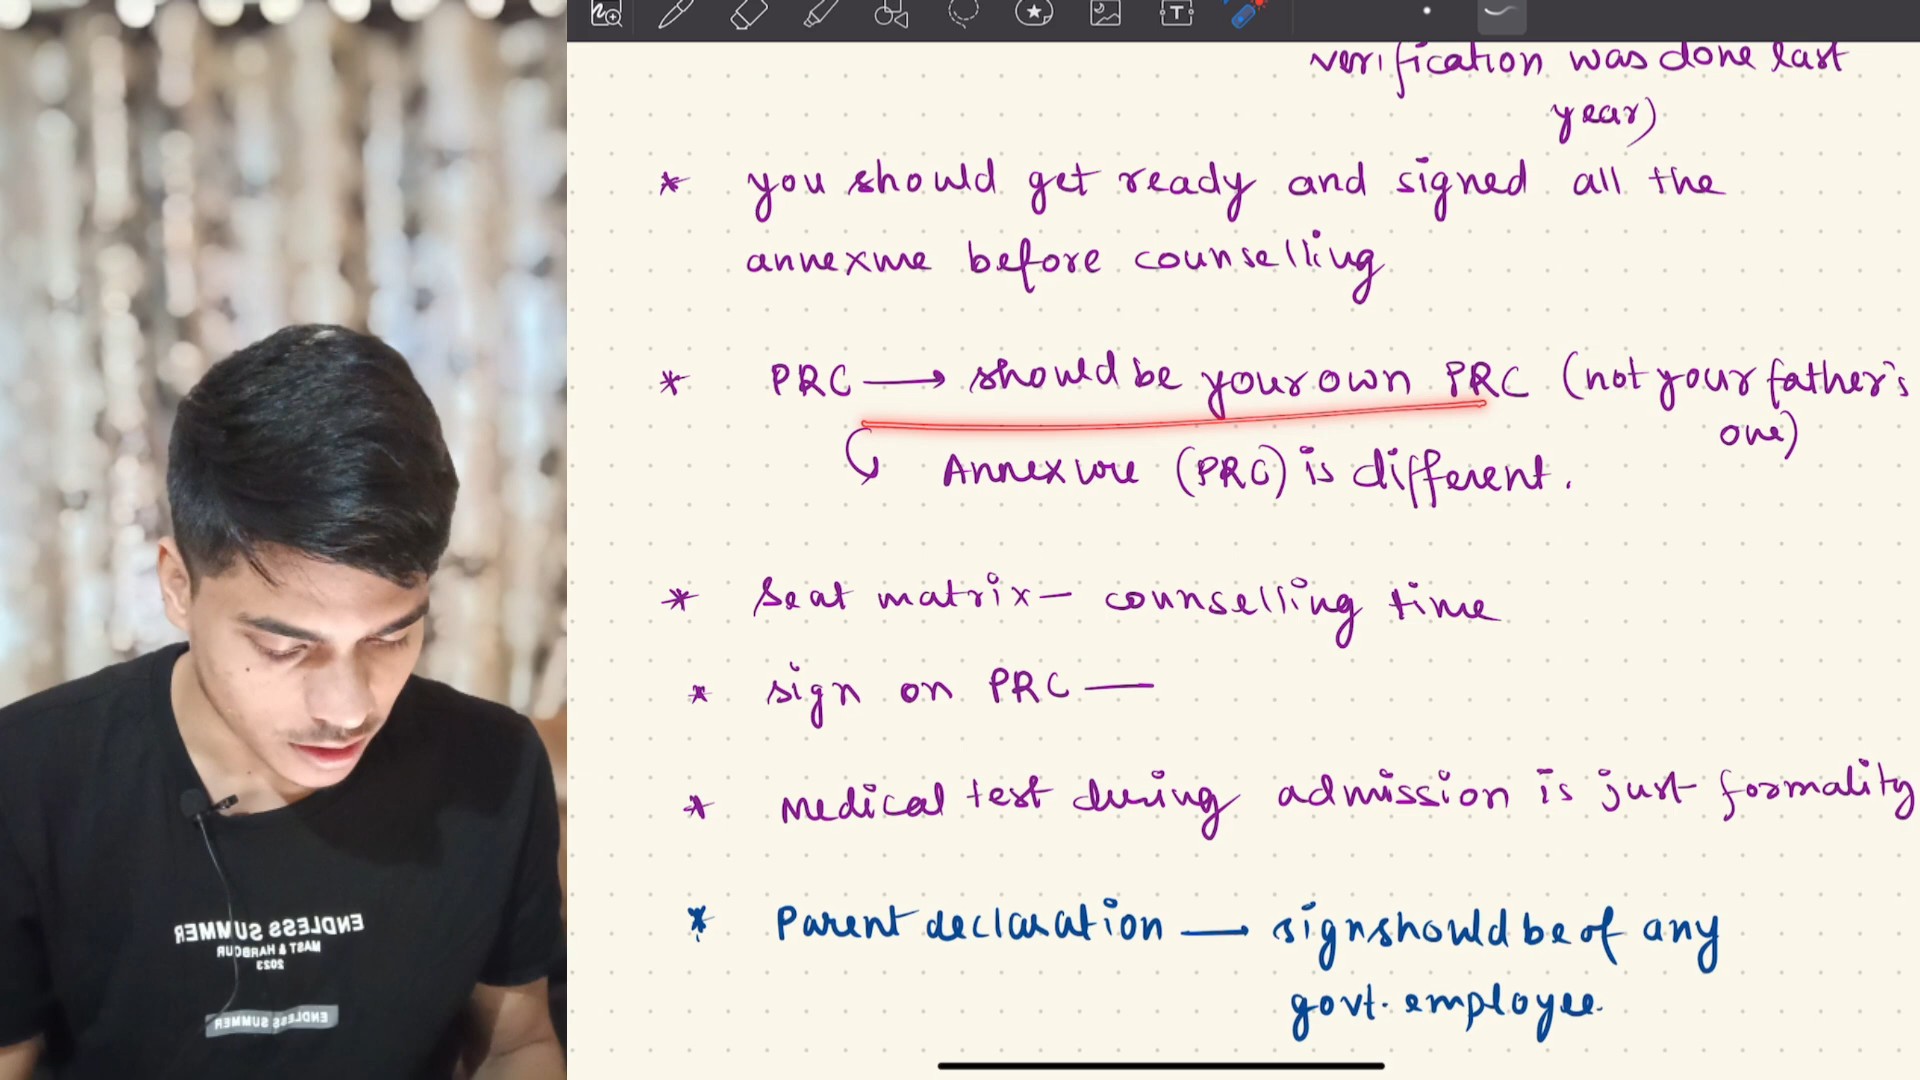 verification was done last
year)
* you should get ready and signed all the
annexure before counselling
* PRC → should be your own PRC (not your father's
one)
Annexure (PRC) is different.
* Seat matrix - counselling time
* sign on PRC —
* Medical test during admission is just formality
* Parent declaration — sign should be of any
govt. employee.
ENDLESS SUMMER
MAST & HARBOUR
2023
ENDLESS SUMMER
T